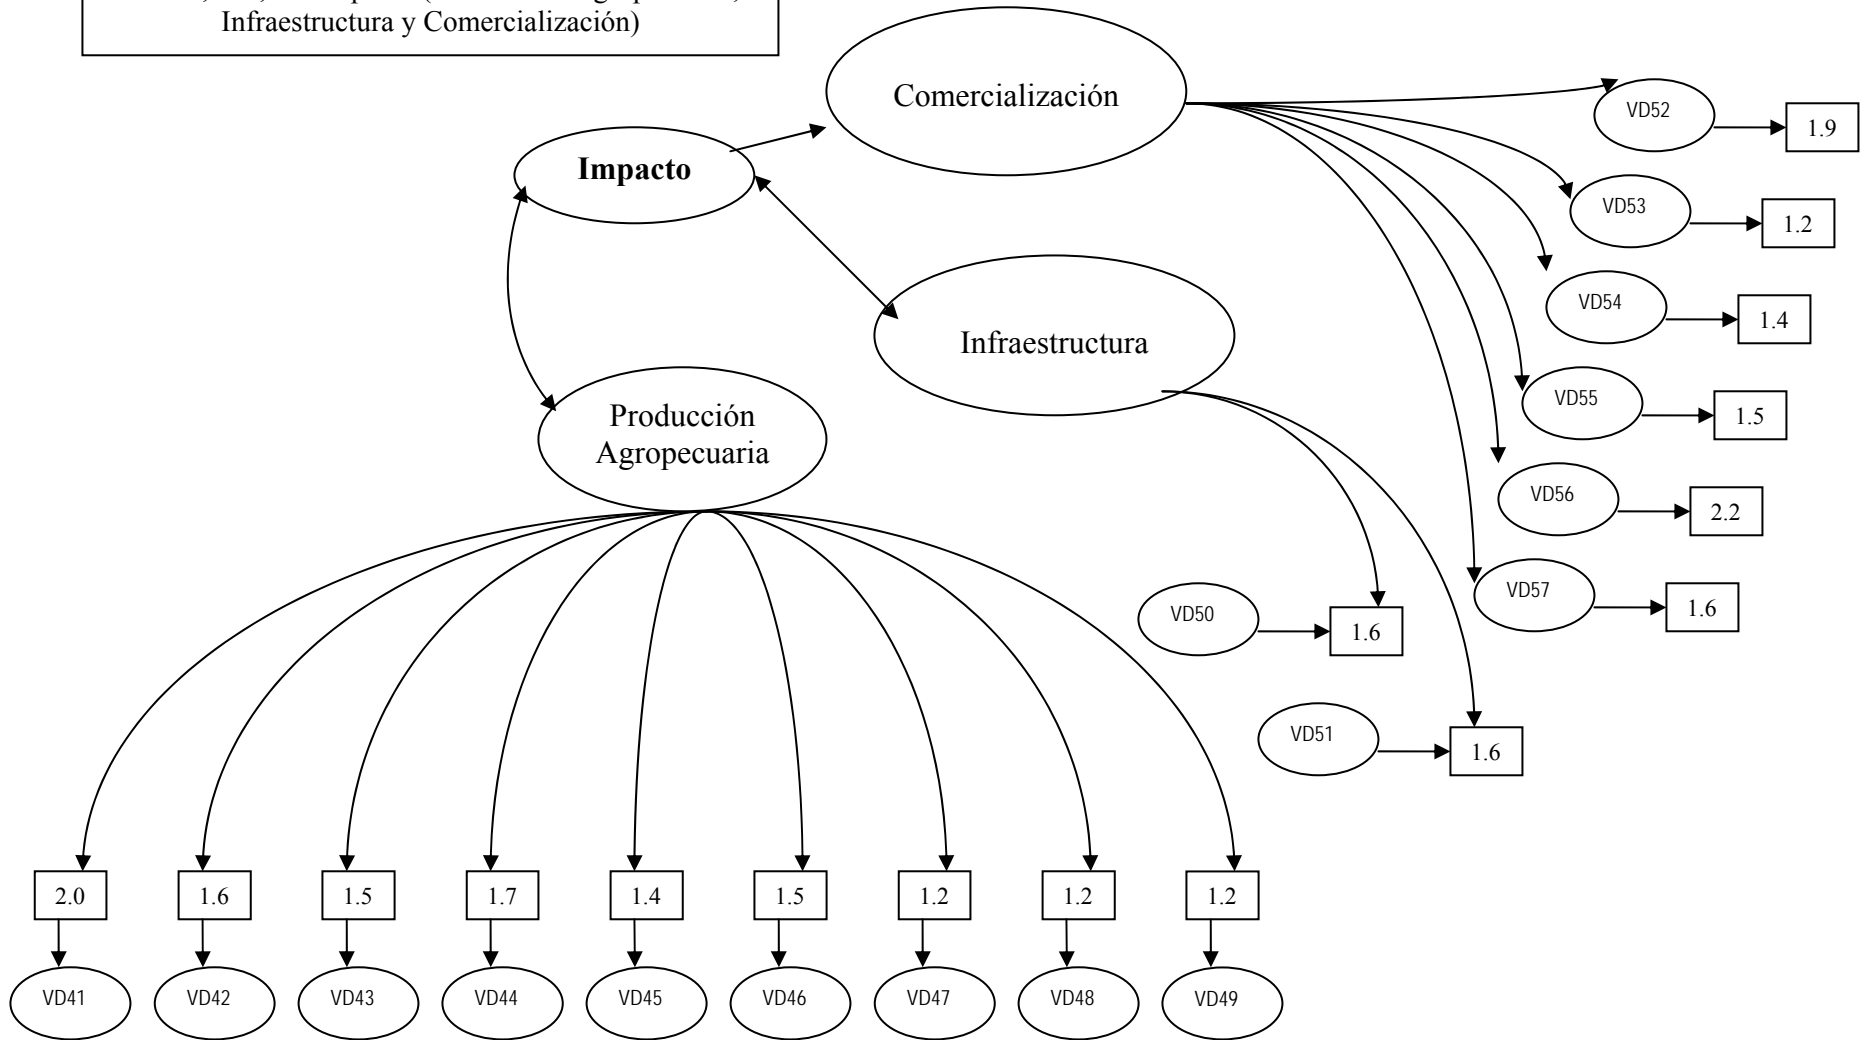 Infraestructura y Comercialización)
Comercialización
Impacto
VD52
1.9
VD53
1.2
VD54
1.4
Infraestructura
VD55
1.5
Producción
Agropecuaria
VD56
2.2
VD57
1.6
VD50
1.6
VD51
1.6
2.0
1.6
1.5
1.7
1.4
1.5
1.2
1.2
1.2
VD41
VD42
VD43
VD44
VD45
VD46
VD47
VD48
VD49